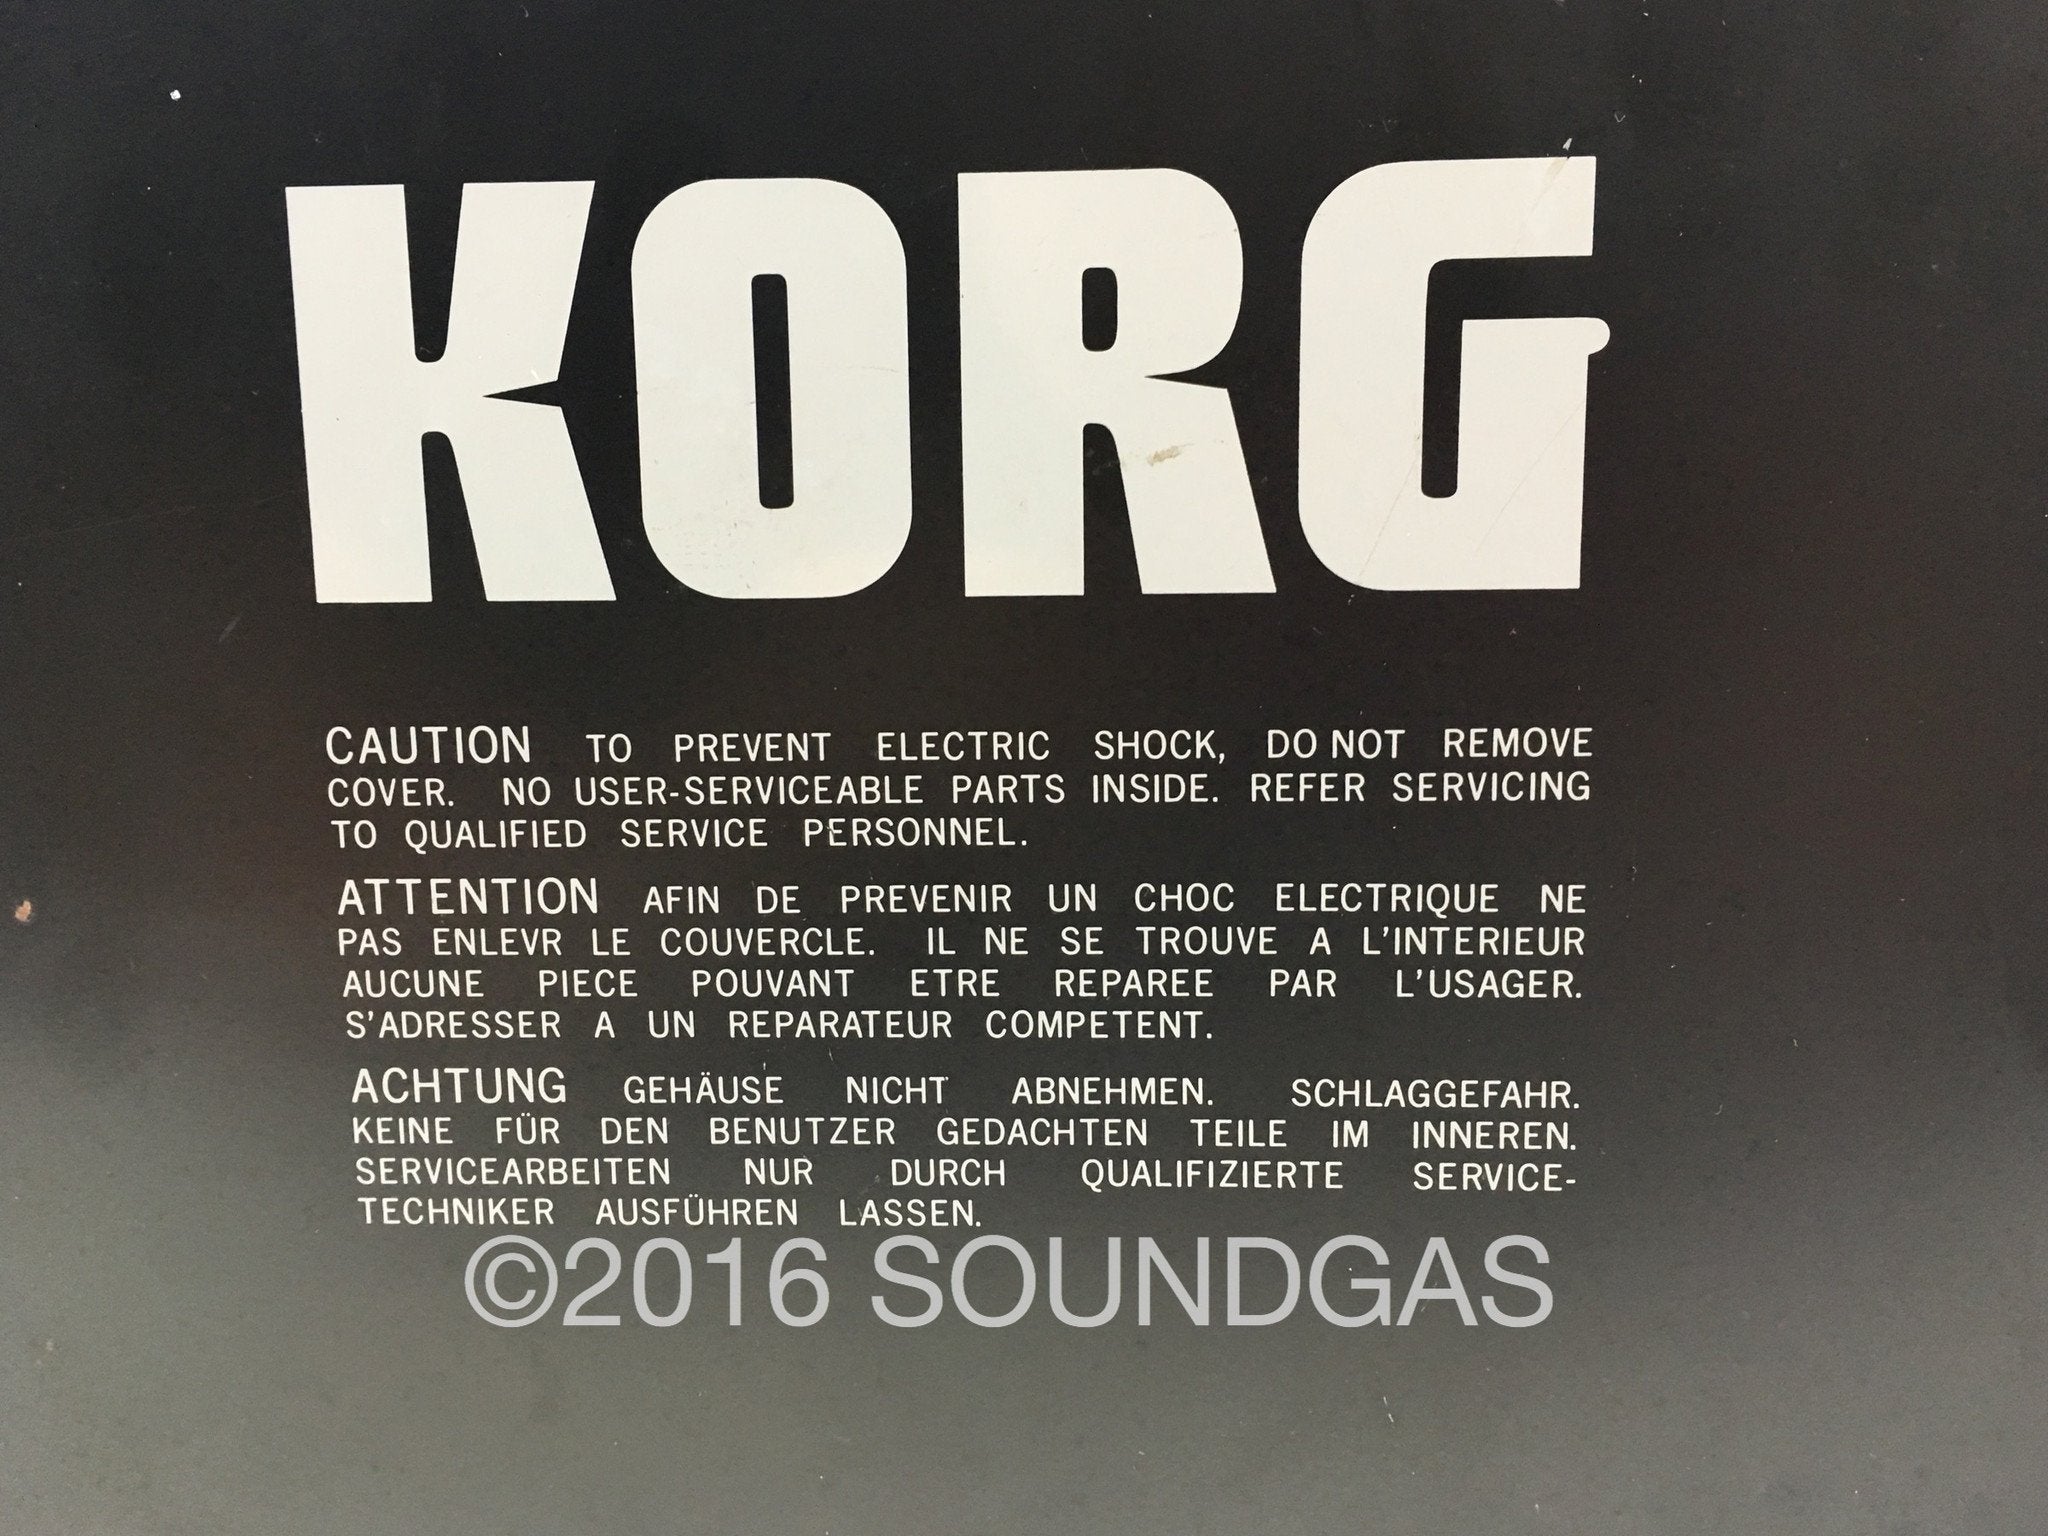 KORG
CAUTION TO PREVENT ELECTRIC SHOCK, DO NOT REMOVE
COVER. NO USER-SERVICEABLE PARTS INSIDE. REFER SERVICING
TO QUALIFIED SERVICE PERSONNEL.
ATTENTION AFIN DE PREVENIR UN CHOC ELECTRIQUE NE
PAS ENLEVR LE COUVERCLE. IL NE SE TROUVE A L'INTERIEUR
AUCUNE PIECE POUVANT ETRE REPAREE PAR L'USAGER.
S'ADRESSER A UN REPARATEUR COMPETENT.
ACHTUNG GEHÄUSE NICHT ABNEHMEN. SCHLAGGEFAHR.
KEINE FÜR DEN BENUTZER GEDACHTEN TEILE IM INNEREN.
SERVICEARBEITEN NUR DURCH QUALIFIZIERTE SERVICE-
TECHNIKER AUSFÜHREN LASSEN.
©2016 SOUNDGAS